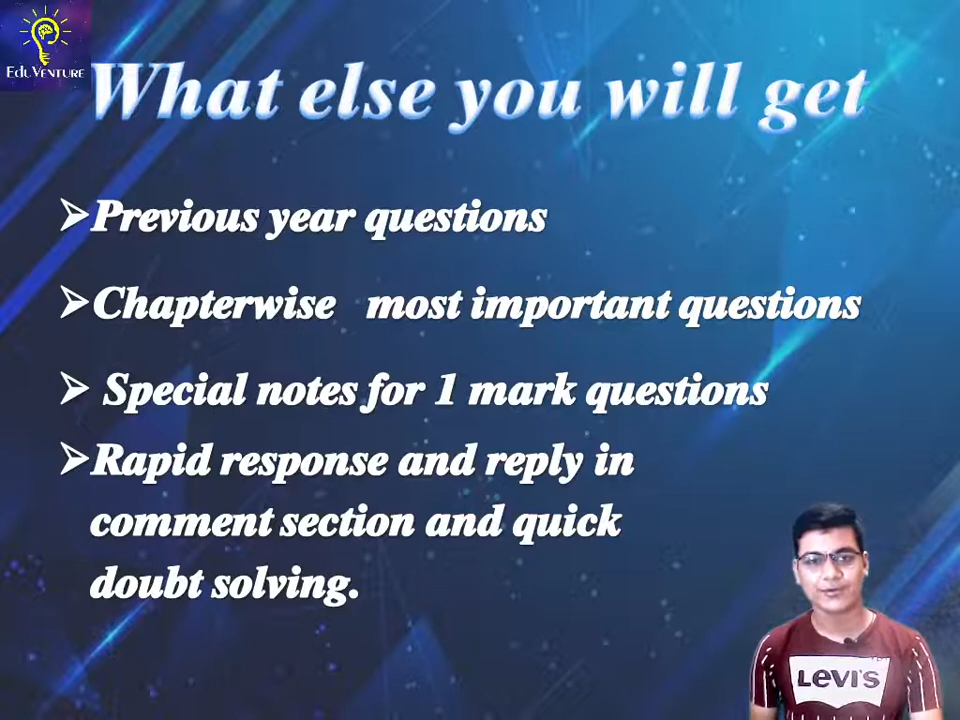 EDUVENTURE
What else you will get
➢Previous year questions
➢Chapterwise most important questions
➢ Special notes for 1 mark questions
➢Rapid response and reply in
comment section and quick
doubt solving.
LEVI'S